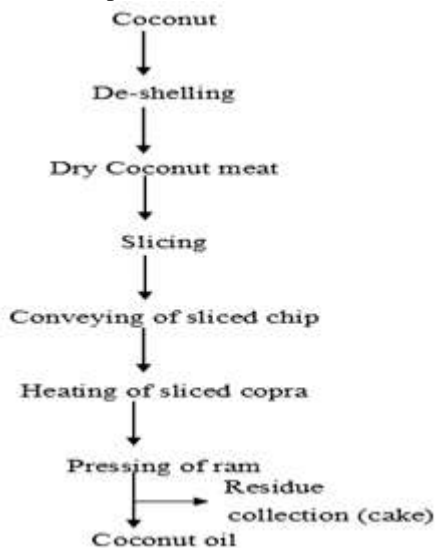 Coconut
De-shelling
Dry Coconut meat
Slicing
Conveying of sliced chip
Heating of sliced copra
Pressing of ram
Residue
collection (cake)
Coconut oil